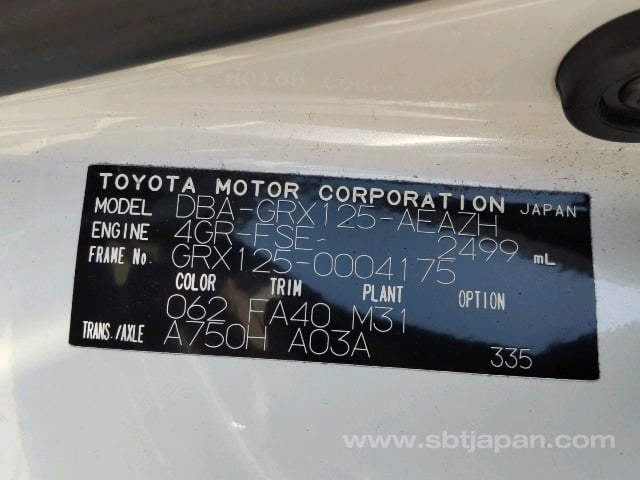 TOYOTA MOTOR CORPORATION JAPAN
MODEL DBA-GRX125-AEAZH
ENGINE 4GR-FSE- 2499 mL
FRAME No. GRX125-0004175
COLOR TRIM PLANT OPTION
062 FA40 M31
TRANS./AXLE A750H A03A 335
www.sbtjapan.com